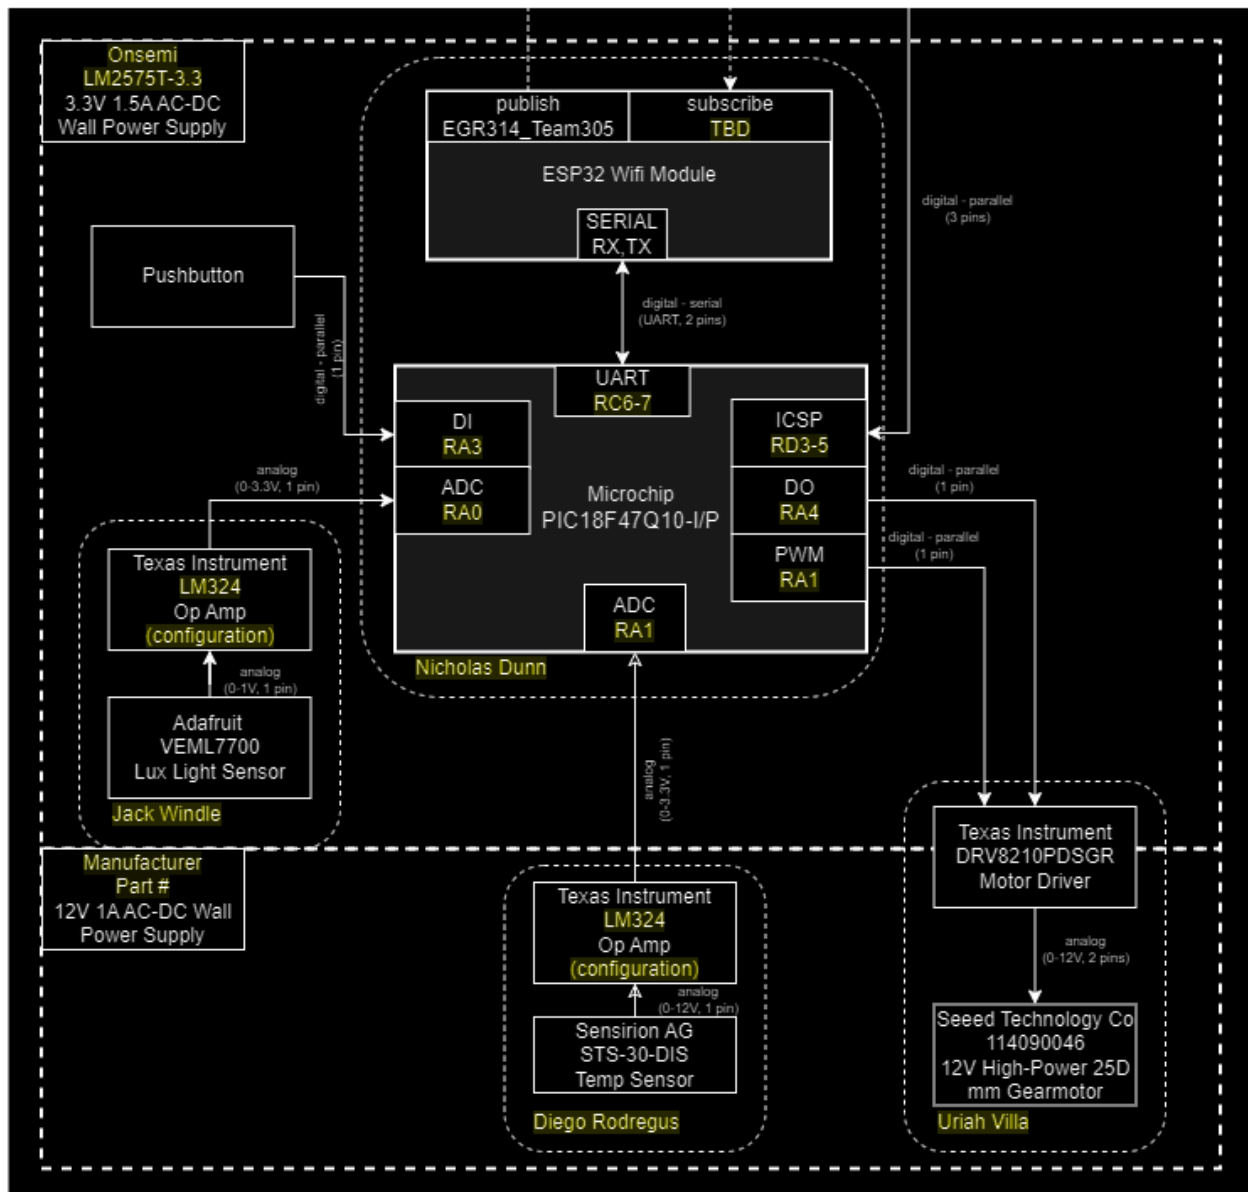 Onsemi
LM2575T-3.3
3.3V 1.5A AC-DC
Wall Power Supply
publish
EGR314_Team305
subscribe
TBD
ESP32 Wifi Module
SERIAL
RX,TX
digital - parallel
(3 pins)
Pushbutton
digital - serial
(UART, 2 pins)
digital - parallel
(1 pin)
UART
RC6-7
DI
RA3
ADC
RA0
Microchip
PIC18F47Q10-I/P
ICSP
RD3-5
DO
RA4
PWM
RA1
ADC
RA1
Nicholas Dunn
analog
(0-3.3V, 1 pin)
digital - parallel
(1 pin)
digital - parallel
(1 pin)
Texas Instrument
LM324
Op Amp
(configuration)
analog
(0-1V, 1 pin)
Adafruit
VEML7700
Lux Light Sensor
Jack Windle
analog
(0-3.3V, 1 pin)
Manufacturer
Part #
12V 1A AC-DC Wall
Power Supply
Texas Instrument
LM324
Op Amp
(configuration)
analog
(0-12V, 1 pin)
Sensirion AG
STS-30-DIS
Temp Sensor
Diego Rodregus
Texas Instrument
DRV8210PDSGR
Motor Driver
analog
(0-12V, 2 pins)
Seeed Technology Co
114090046
12V High-Power 25D
mm Gearmotor
Uriah Villa